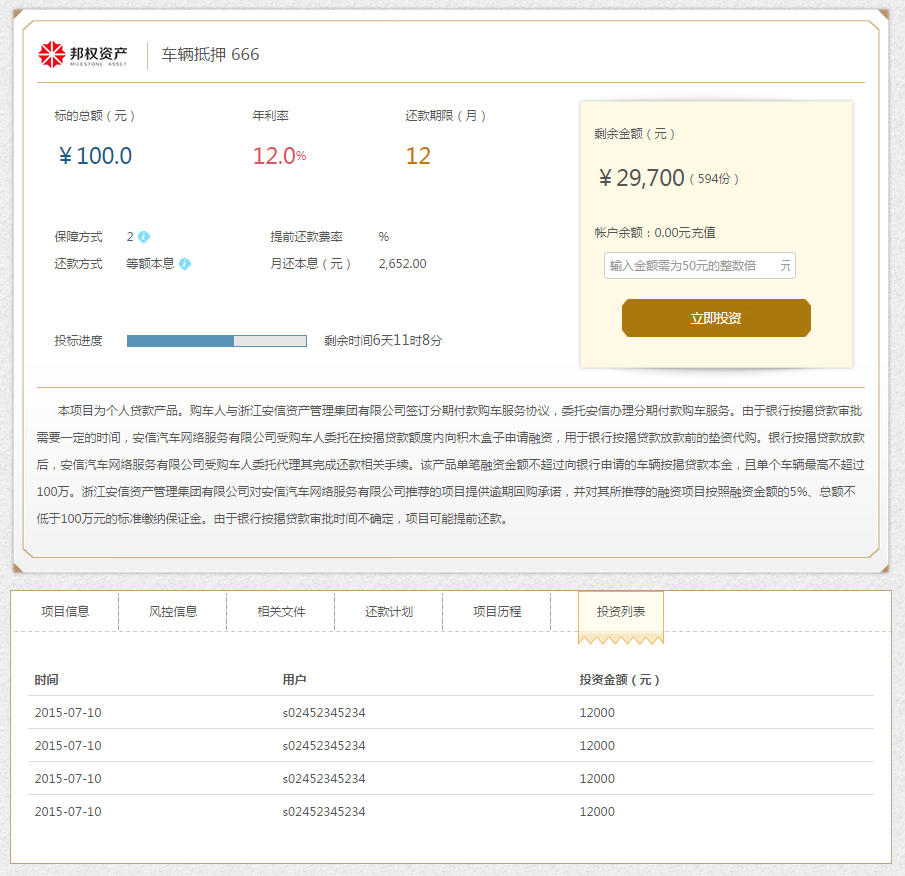 邦权资产
MILESTONE ASSET
车辆抵押 666
标的总额（元） 年利率 还款期限（月）
￥100.0 12.0% 12
剩余金额（元）
￥29,700（594份）
保障方式 2 提前还款费率 %
还款方式 等额本息 月还本息（元） 2,652.00
帐户余额：0.00元充值
输入金额需为50元的整数倍 元
立即投资
投标进度 剩余时间6天11时8分
本项目为个人贷款产品。购车人与浙江安信资产管理集团有限公司签订分期付款购车服务协议，委托安信办理分期付款购车服务。由于银行按揭贷款审批
需要一定的时间，安信汽车网络服务有限公司受购车人委托在按揭贷款额度内向积木盒子申请融资，用于银行按揭贷款放款前的垫资代购。银行按揭贷款放款
后，安信汽车网络服务有限公司受购车人委托代理其完成还款相关手续。该产品单笔融资金额不超过向银行申请的车辆按揭贷款本金，且单个车辆最高不超过
100万。浙江安信资产管理集团有限公司对安信汽车网络服务有限公司推荐的项目提供逾期回购承诺，并对其所推荐的融资项目按照融资金额的5%、总额不
低于100万元的标准缴纳保证金。由于银行按揭贷款审批时间不确定，项目可能提前还款。
项目信息 风控信息 相关文件 还款计划 项目历程 投资列表
时间 用户 投资金额（元）
2015-07-10 s02452345234 12000
2015-07-10 s02452345234 12000
2015-07-10 s02452345234 12000
2015-07-10 s02452345234 12000